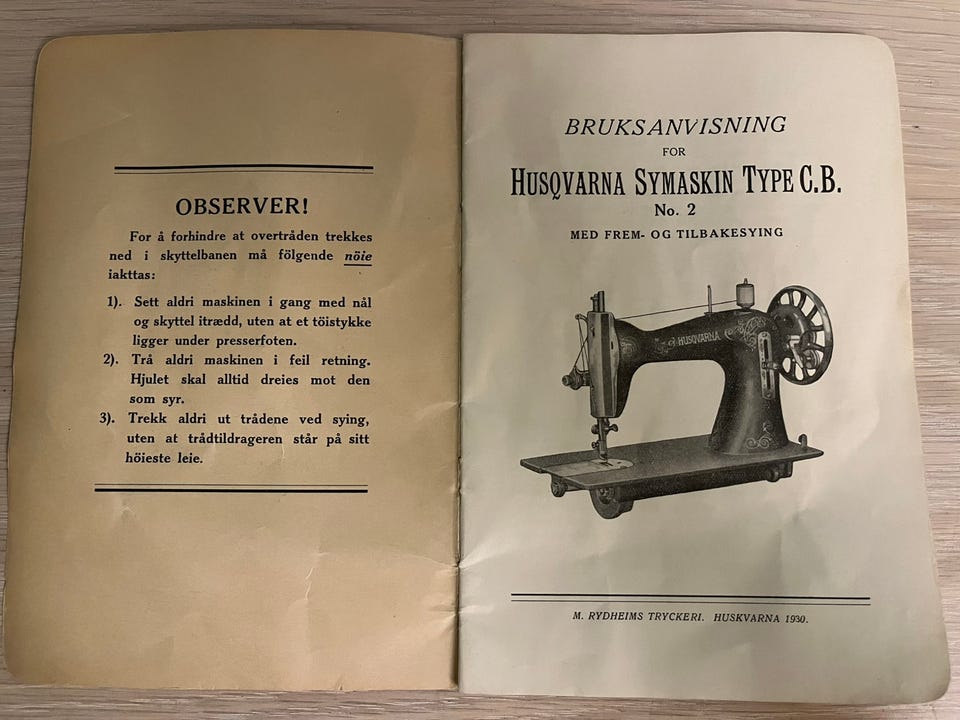 OBSERVER!
For å forhindre at overtråden trekkes
ned i skyttelbanen må fölgende nöie
iakttas:
1). Sett aldri maskinen i gang med nål
og skyttel itrædd, uten at et töistykke
ligger under presserfoten.
2). Trå aldri maskinen i feil retning.
Hjulet skal alltid dreies mot den
som syr.
3). Trekk aldri ut trådene ved sying,
uten at trådtildrageren står på sitt
höieste leie.
BRUKSANVISNING
FOR
HUSQVARNA SYMASKIN TYPE C.B.
No. 2
MED FREM- OG TILBAKESYING
HUSQVARNA
M. RYDHEIMS TRYCKERI. HUSKVARNA 1930.